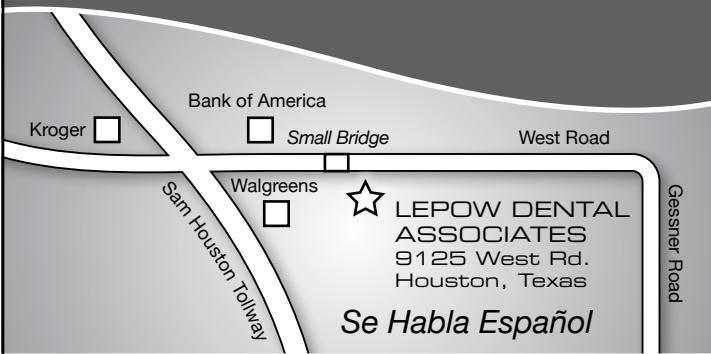 Bank of America
Kroger
Small Bridge
West Road
Walgreens
Sam Houston Tollway
Gessner Road
LEPOW DENTAL
ASSOCIATES
9125 West Rd.
Houston, Texas
Se Habla Español